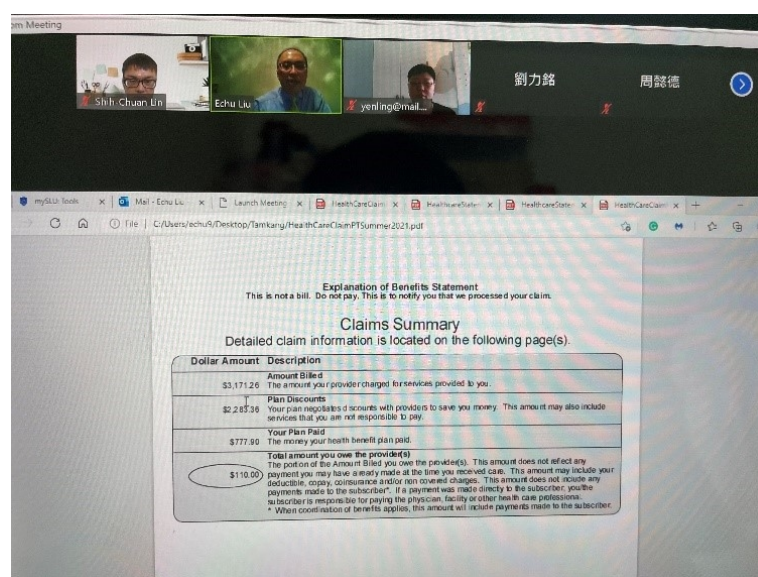 om Meeting
Shih-Chuan Lin
Echu Liu
yenling@mail...
劉力銘
周懿德
mySLU Tools
Mail - Echu Liu
Launch Meeting
HealthCareClaim
HealthcareState
HealthcareState
HealthCareClaim
File | C:/Users/echu9/Desktop/Tamkang/HealthCareClaimPTSummer2021.pdf
Explanation of Benefits Statement
This is not a bill. Do not pay. This is to notify you that we processed your claim.
Claims Summary
Detailed claim information is located on the following page(s).
Dollar Amount Description
Amount Billed
$3,171.26 The amount your provider charged for services provided to you.
Plan Discounts
$2,283.36 Your plan negotiates discounts with providers to save you money. This amount may also include
services that you are not responsible to pay.
Your Plan Paid
$777.90 The money your health benefit plan paid.
Total amount you owe the provider(s)
The portion of the Amount Billed you owe the provider(s). This amount does not reflect any
$110.00 payment you may have already made at the time you received care. This amount may include your
deductible, copay, coinsurance and/or non covered charges. This amount does not include any
payments made to the subscriber*. If a payment was made directly to the subscriber, you/the
subscriber is responsible for paying the physician, facility or other health care professional.
* When coordination of benefits applies, this amount will include payments made to the subscriber.